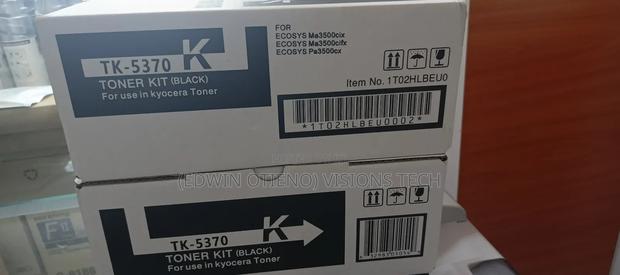 TK-5370 K
TONER KIT (BLACK)
For use in kyocera Toner
FOR
ECOSYS Ma3500cix
ECOSYS Ma3500cifx
ECOSYS Pa3500cx
Item No. 1T02HLBEU0
*1T02HLBEU0002*
(EDWIN OTIENO) VISIONS TECH
TK-5370 K
TONER KIT (BLACK)
For use in kyocera Toner